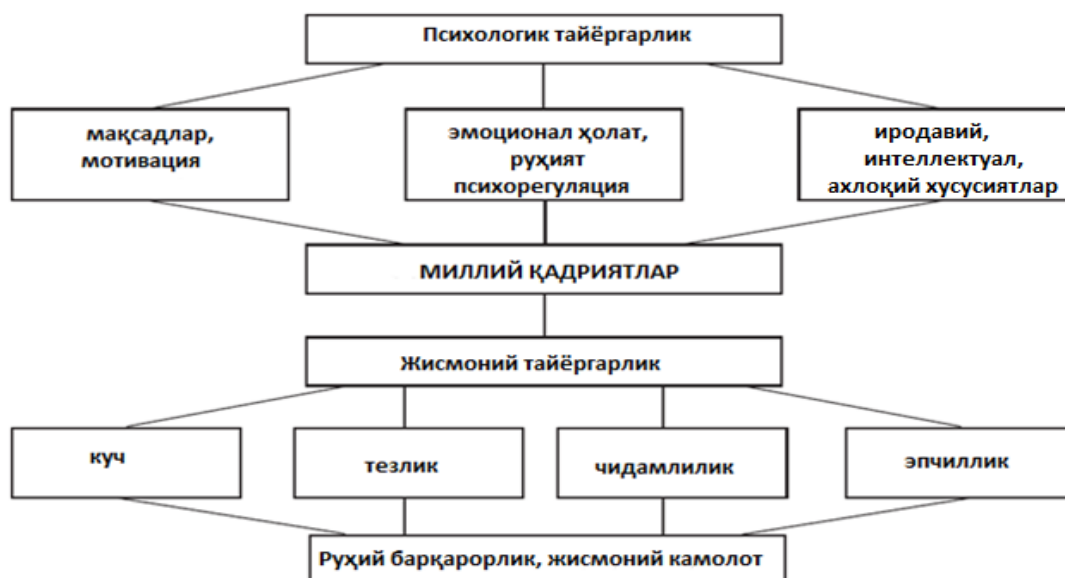 Психологик тайёргарлик
мақсадлар,
мотивация
эмоционал ҳолат,
руҳият
психорегуляция
иродавий,
интеллектуал,
ахлоқий хусусиятлар
МИЛЛИЙ ҚАДРИЯТЛАР
Жисмоний тайёргарлик
куч
тезлик
чидамлилик
эпчиллик
Руҳий барқарорлик, жисмоний камолот